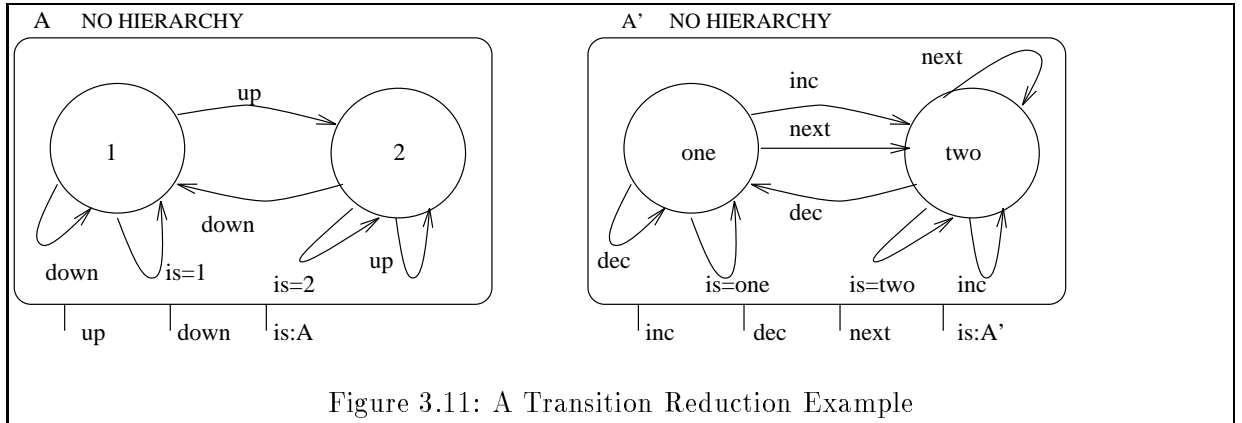 A NO HIERARCHY
up
1
2
down
down
is=1
is=2
up
up
down
is:A
A' NO HIERARCHY
next
inc
next
one
two
dec
dec
is=one
is=two
inc
inc
dec
next
is:A'
Figure 3.11: A Transition Reduction Example